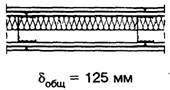 δобщ = 125 мм